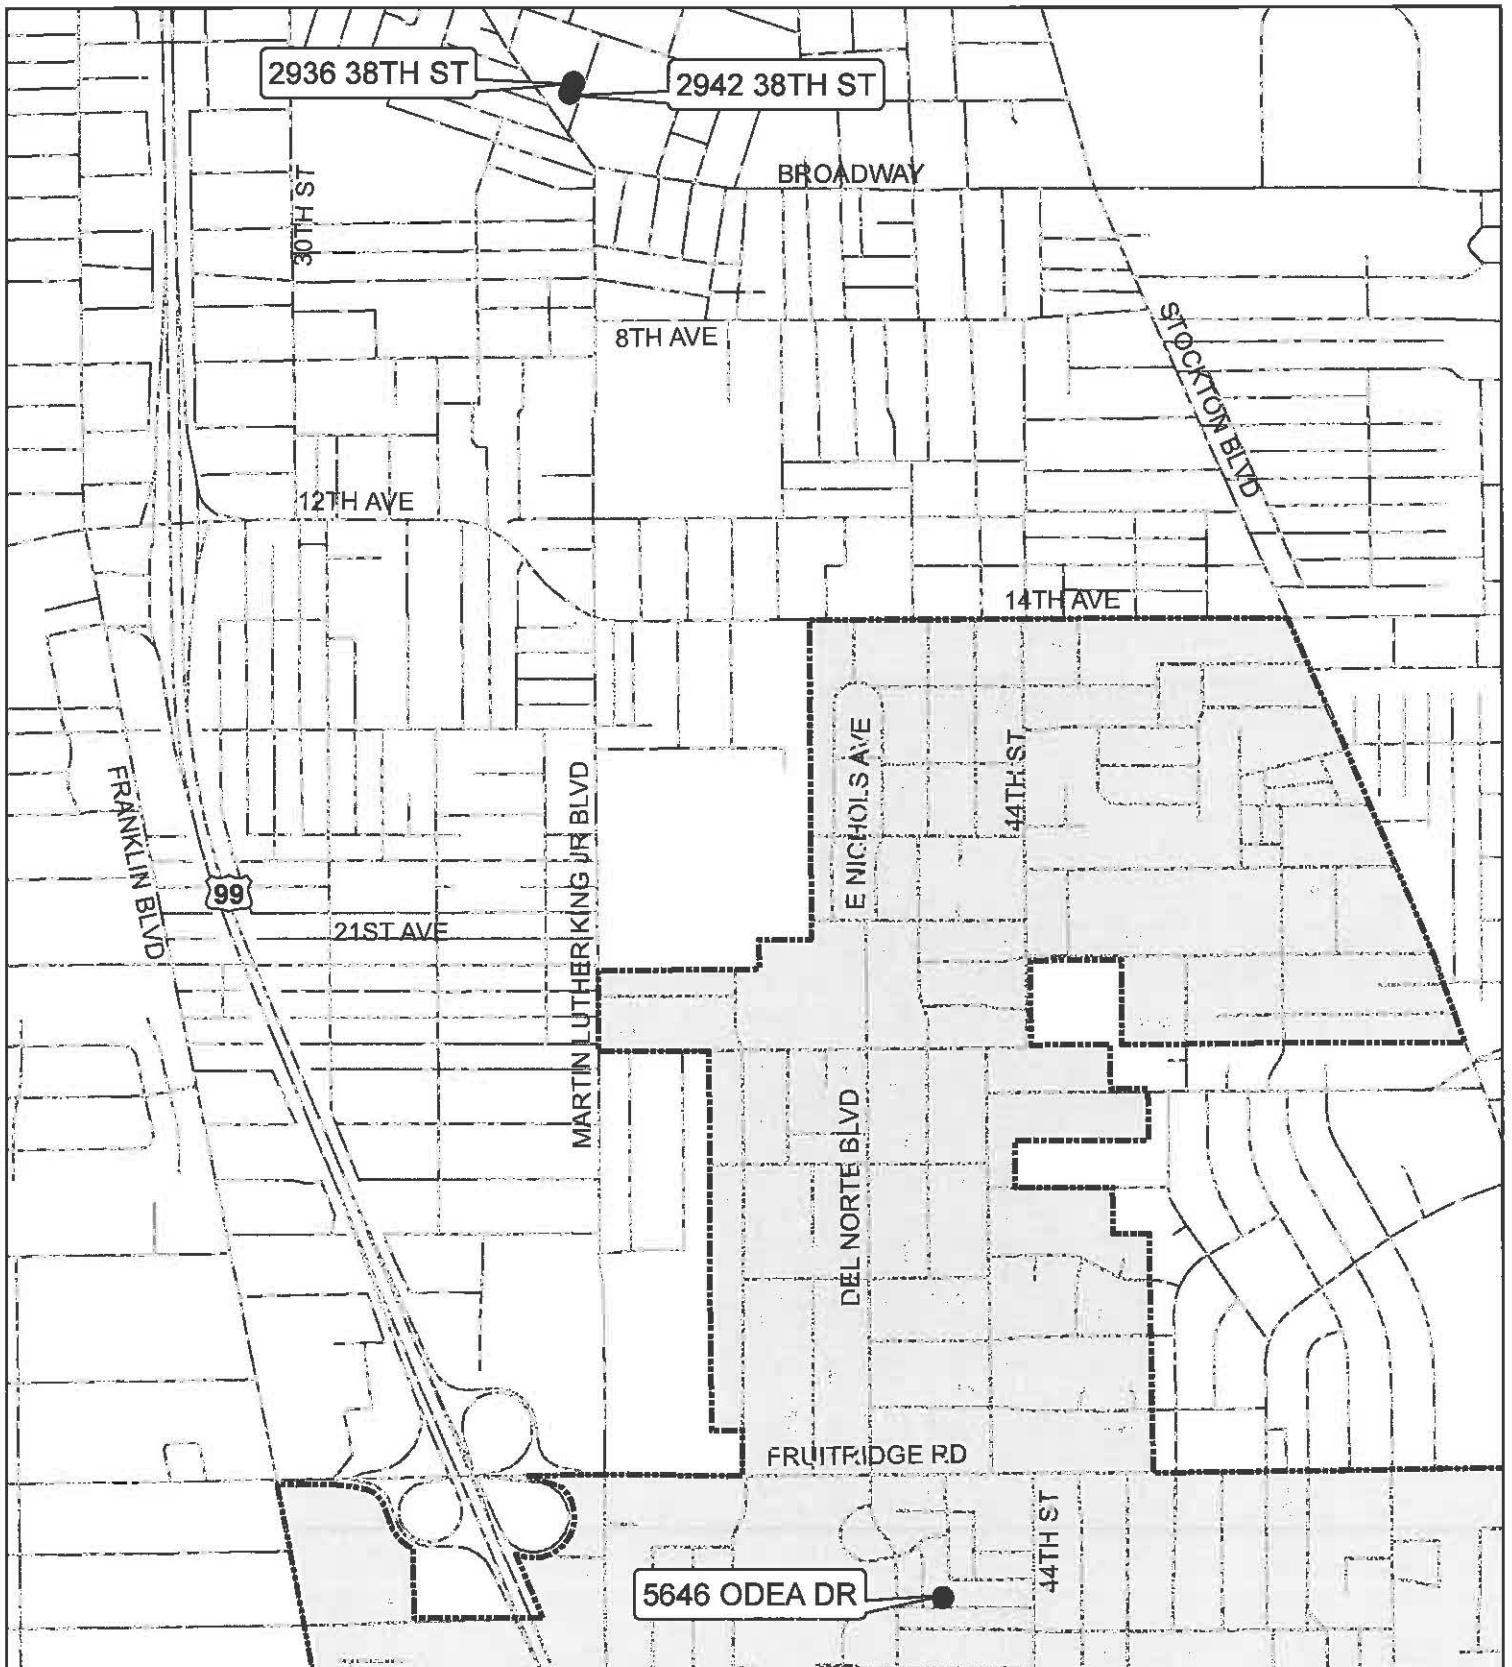 2936 38TH ST
2942 38TH ST
BROADWAY
30TH ST
8TH AVE
STOCKTON BLVD
12TH AVE
14TH AVE
E NICHOLS AVE
44TH ST
FRANKLIN BLVD
MARTIN LUTHER KING JR BLVD
99
21ST AVE
DEL NORTE BLVD
FRUITRIDGE RD
44TH ST
5646 ODEA DR